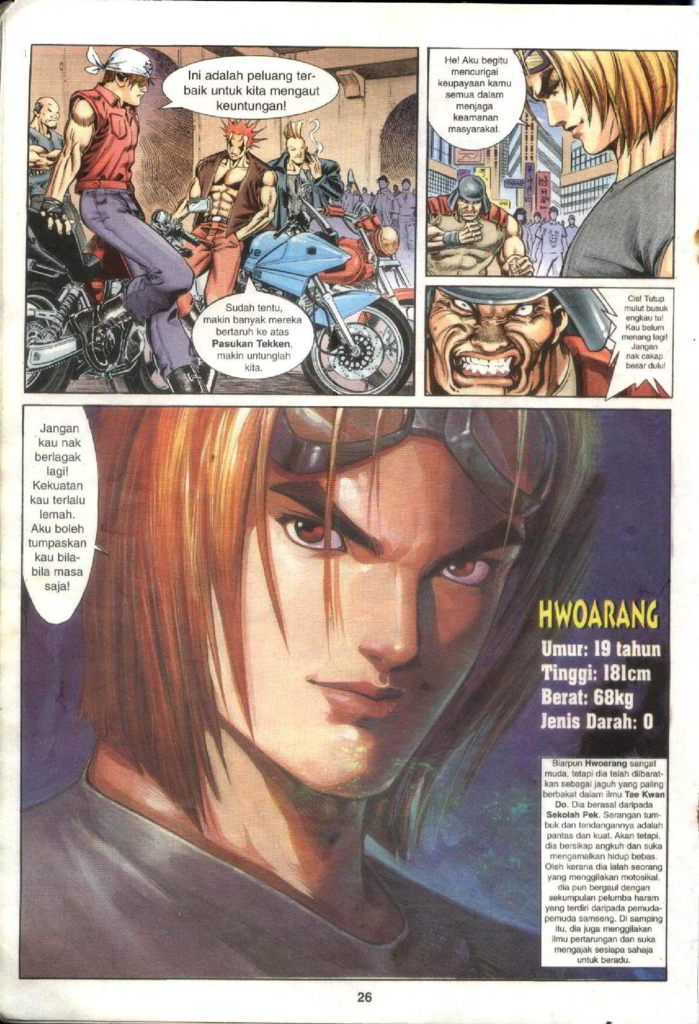 Ini adalah peluang ter-
baik untuk kita mengaut
keuntungan!
Sudah tentu,
makin banyak mereka
bertaruh ke atas
Pasukan Tekken,
makin untunglah
kita.
He! Aku begitu
mencurigai
keupayaan kamu
semua dalam
menjaga
keamanan
masyarakat.
Cis! Tutup
mulut busuk
engkau tu!
Kau belum
menang lagi!
Jangan
nak cakap
besar dulu!
Jangan
kau nak
berlagak
lagi!
Kekuatan
kau terlalu
lemah.
Aku boleh
tumpaskan
kau bila-
bila masa
saja!
HWOARANG
Umur: 19 tahun
Tinggi: 181cm
Berat: 68kg
Jenis Darah: O
Biarpun Hwoarang sangat
muda, tetapi dia telah diibarat-
kan sebagai jaguh yang paling
berbakat dalam ilmu Tae Kwan
Do. Dia berasal daripada
Sekolah Pek. Serangan tum-
buk dan tendangannya adalah
pantas dan kuat. Akan tetapi,
dia bersikap angkuh dan suka
mengamalkan hidup bebas.
Oleh kerana dia ialah seorang
yang menggilakan motosikal,
dia pun bergaul dengan
sekumpulan pelumba haram
yang terdiri daripada pemuda-
pemuda samseng. Di samping
itu, dia juga menggilakan
ilmu pertarungan dan suka
mengajak sesiapa sahaja
untuk beradu.
26